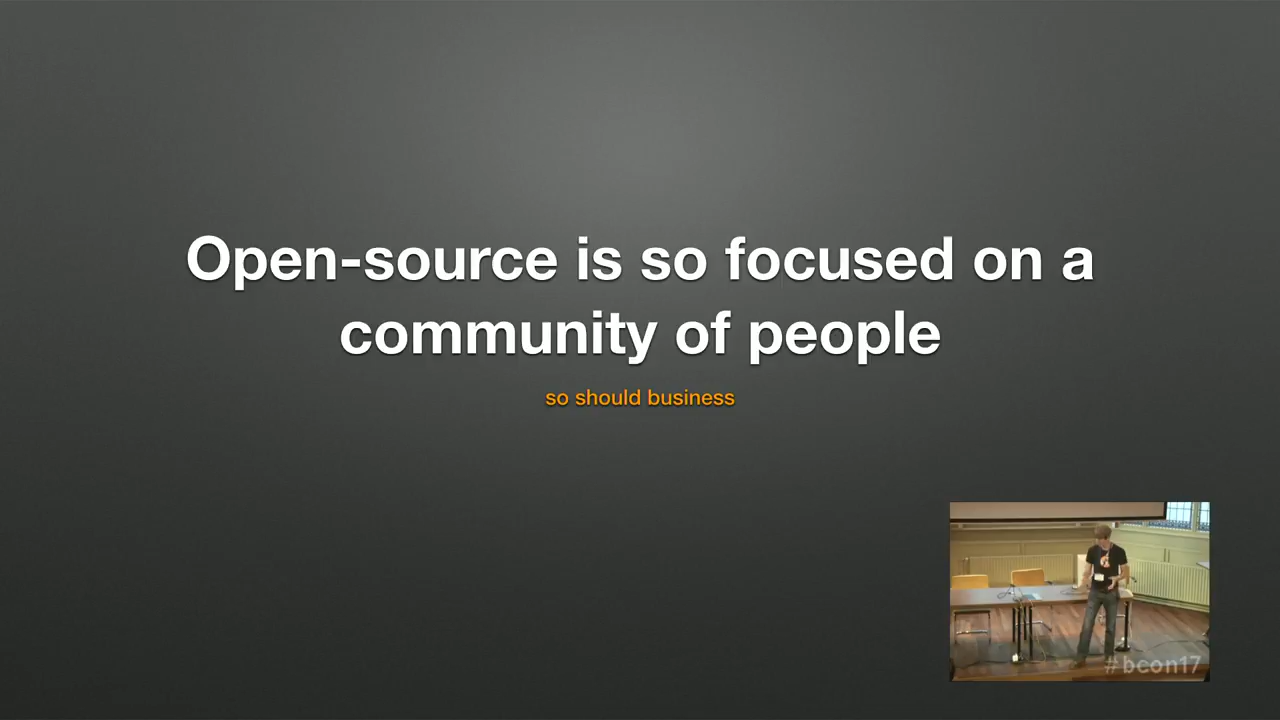 Open-source is so focused on a
community of people
so should business
#bcon17